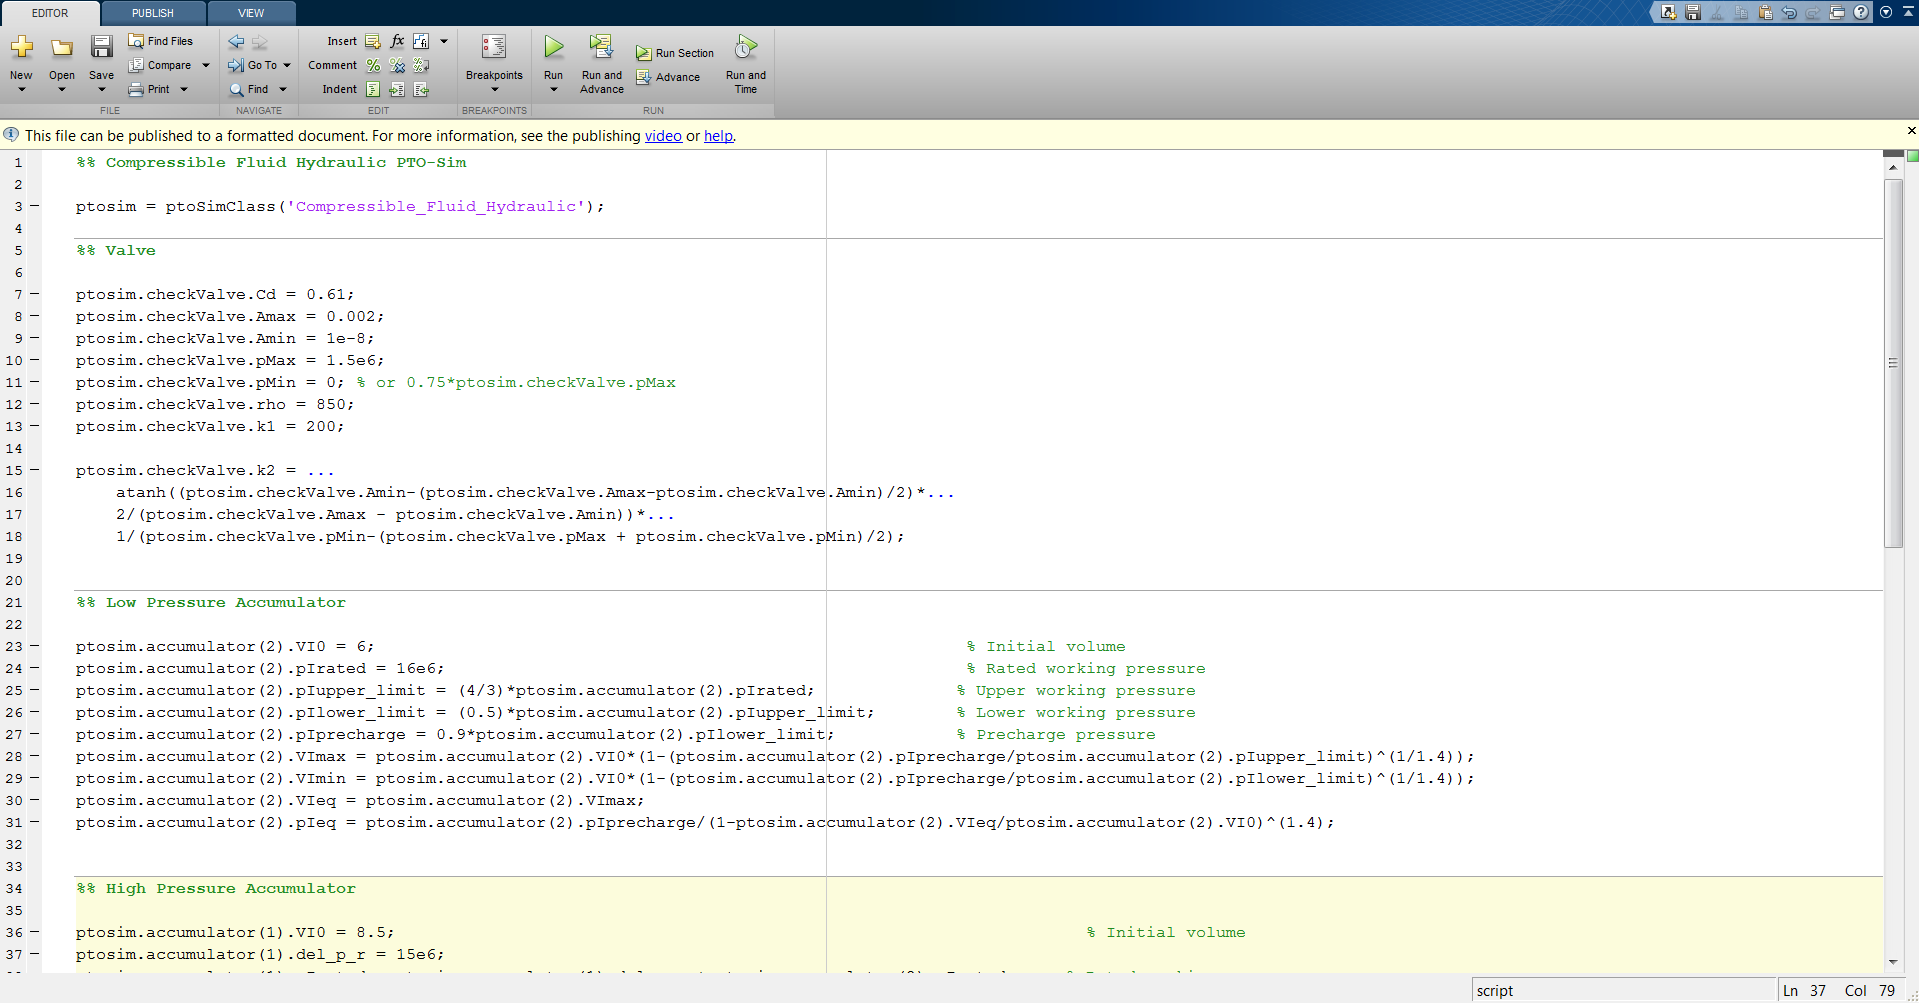 EDITOR PUBLISH VIEW
New
Open
Save
Find Files
Compare
Print
FILE
Go To
Find
NAVIGATE
Insert fx
Comment
Indent
EDIT
Breakpoints
BREAKPOINTS
Run
Run and Advance
Run Section
Advance
Run and Time
RUN
This file can be published to a formatted document. For more information, see the publishing video or help.
1 %% Compressible Fluid Hydraulic PTO-Sim
2
3 ptosim = ptoSimClass('Compressible_Fluid_Hydraulic');
4
5 %% Valve
6
7 ptosim.checkValve.Cd = 0.61;
8 ptosim.checkValve.Amax = 0.002;
9 ptosim.checkValve.Amin = 1e-8;
10 ptosim.checkValve.pMax = 1.5e6;
11 ptosim.checkValve.pMin = 0; % or 0.75*ptosim.checkValve.pMax
12 ptosim.checkValve.rho = 850;
13 ptosim.checkValve.k1 = 200;
14
15 ptosim.checkValve.k2 = ...
16 atanh((ptosim.checkValve.Amin-(ptosim.checkValve.Amax-ptosim.checkValve.Amin)/2)*...
17 2/(ptosim.checkValve.Amax - ptosim.checkValve.Amin))*...
18 1/(ptosim.checkValve.pMin-(ptosim.checkValve.pMax + ptosim.checkValve.pMin)/2);
19
20
21 %% Low Pressure Accumulator
22
23 ptosim.accumulator(2).VI0 = 6; % Initial volume
24 ptosim.accumulator(2).pIrated = 16e6; % Rated working pressure
25 ptosim.accumulator(2).pIupper_limit = (4/3)*ptosim.accumulator(2).pIrated; % Upper working pressure
26 ptosim.accumulator(2).pIlower_limit = (0.5)*ptosim.accumulator(2).pIupper_limit; % Lower working pressure
27 ptosim.accumulator(2).pIprecharge = 0.9*ptosim.accumulator(2).pIlower_limit; % Precharge pressure
28 ptosim.accumulator(2).VImax = ptosim.accumulator(2).VI0*(1-(ptosim.accumulator(2).pIprecharge/ptosim.accumulator(2).pIupper_limit)^(1/1.4));
29 ptosim.accumulator(2).VImin = ptosim.accumulator(2).VI0*(1-(ptosim.accumulator(2).pIprecharge/ptosim.accumulator(2).pIlower_limit)^(1/1.4));
30 ptosim.accumulator(2).VIeq = ptosim.accumulator(2).VImax;
31 ptosim.accumulator(2).pIeq = ptosim.accumulator(2).pIprecharge/(1-ptosim.accumulator(2).VIeq/ptosim.accumulator(2).VI0)^(1.4);
32
33
34 %% High Pressure Accumulator
35
36 ptosim.accumulator(1).VI0 = 8.5; % Initial volume
37 ptosim.accumulator(1).del_p_r = 15e6;
script Ln 37 Col 79